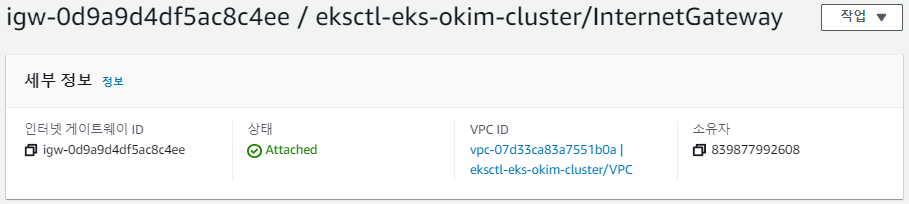 igw-0d9a9d4df5ac8c4ee / eksctl-eks-okim-cluster/InternetGateway
작업
세부 정보 정보
인터넷 게이트웨이 ID
igw-0d9a9d4df5ac8c4ee
상태
Attached
VPC ID
vpc-07d33ca83a7551b0a |
eksctl-eks-okim-cluster/VPC
소유자
839877992608